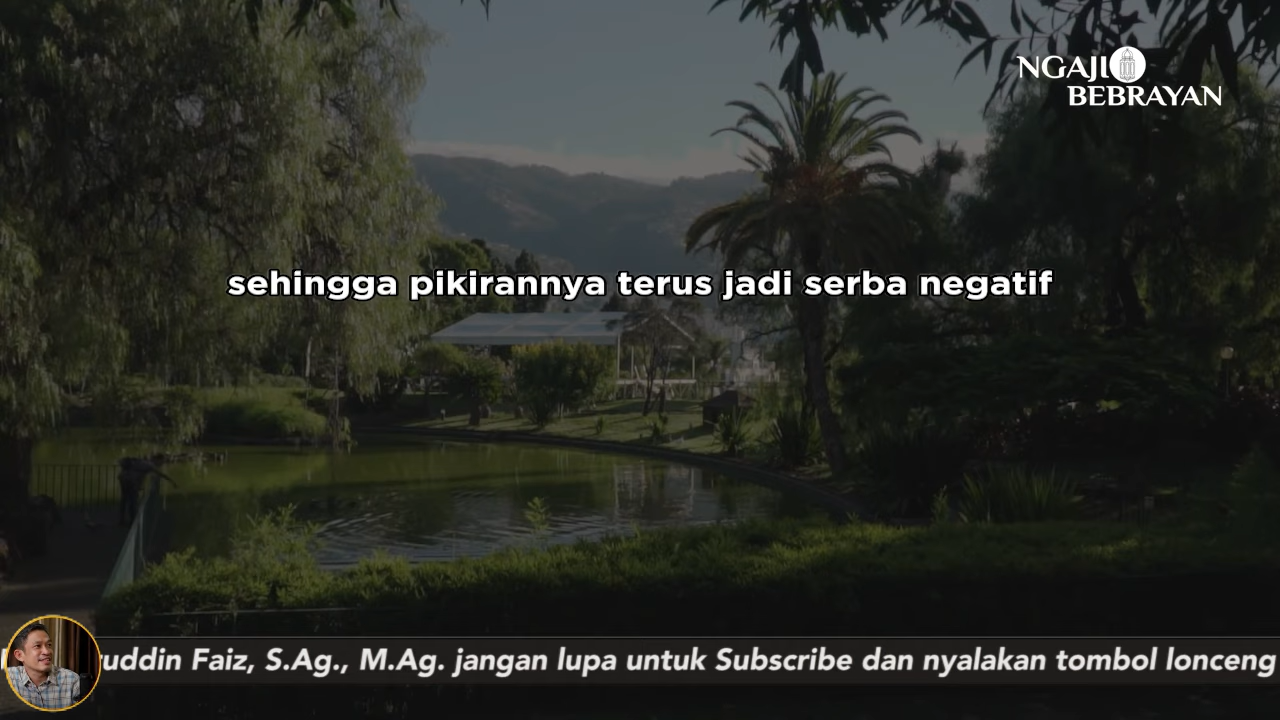 NGAJI
BEBRAYAN
sehingga pikirannya terus jadi serba negatif
uddin Faiz, S.Ag., M.Ag. jangan lupa untuk Subscribe dan nyalakan tombol lonceng